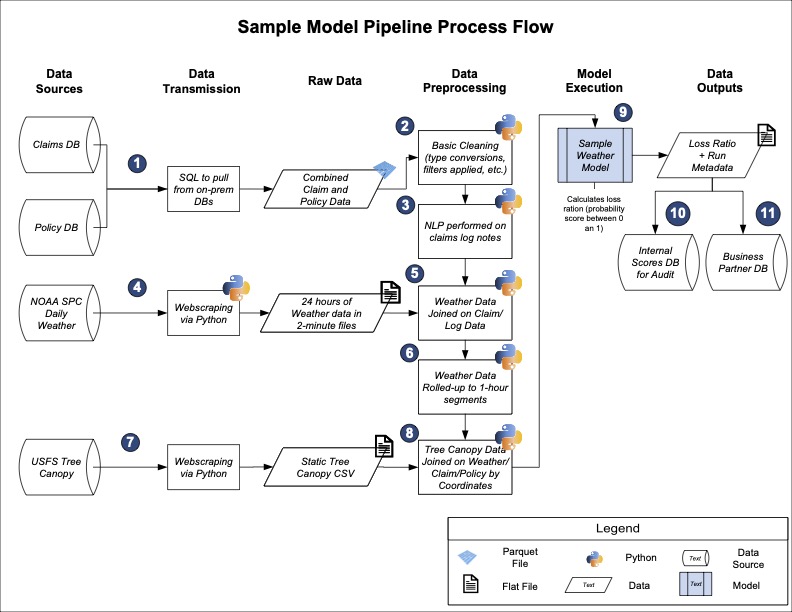 Sample Model Pipeline Process Flow
Data
Sources
Data
Transmission
Raw Data
Data
Preprocessing
Model
Execution
Data
Outputs
Claims DB
Policy DB
1
SQL to pull
from on-prem
DBs
Combined
Claim and
Policy Data
2
Basic Cleaning
(type conversions,
filters applied, etc.)
3
NLP performed on
claims log notes
9
Sample
Weather
Model
Calculates loss
ration (probability
score between 0
an 1)
Loss Ratio
+ Run
Metadata
10
11
Internal
Scores DB
for Audit
Business
Partner DB
NOAA SPC
Daily
Weather
4
Webscraping
via Python
24 hours of
Weather data in
2-minute files
5
Weather Data
Joined on Claim/
Log Data
6
Weather Data
Rolled-up to 1-hour
segments
USFS Tree
Canopy
7
Webscraping
via Python
Static Tree
Canopy CSV
8
Tree Canopy Data
Joined on Weather/
Claim/Policy by
Coordinates
Legend
Parquet
File
Python
Text
Data
Source
Flat File
Text
Data
Text
Model